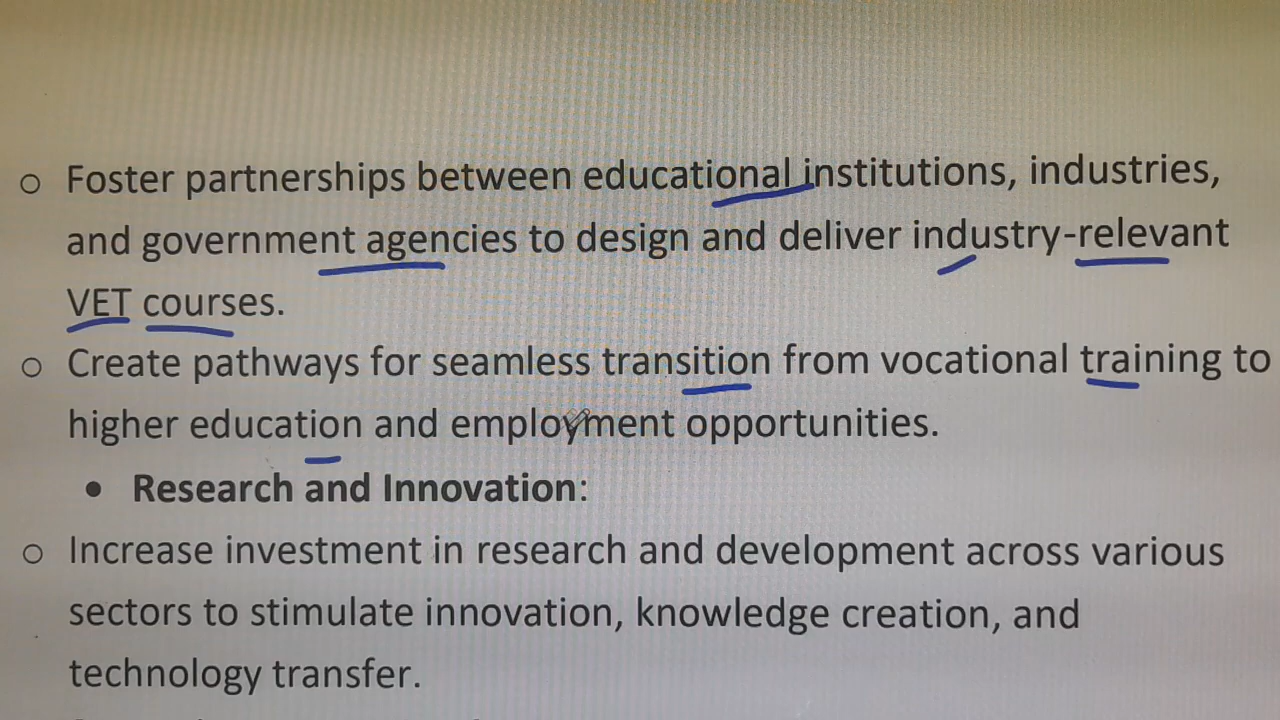 ○ Foster partnerships between educational institutions, industries,
and government agencies to design and deliver industry-relevant
VET courses.
○ Create pathways for seamless transition from vocational training to
higher education and employment opportunities.
• Research and Innovation:
○ Increase investment in research and development across various
sectors to stimulate innovation, knowledge creation, and
technology transfer.